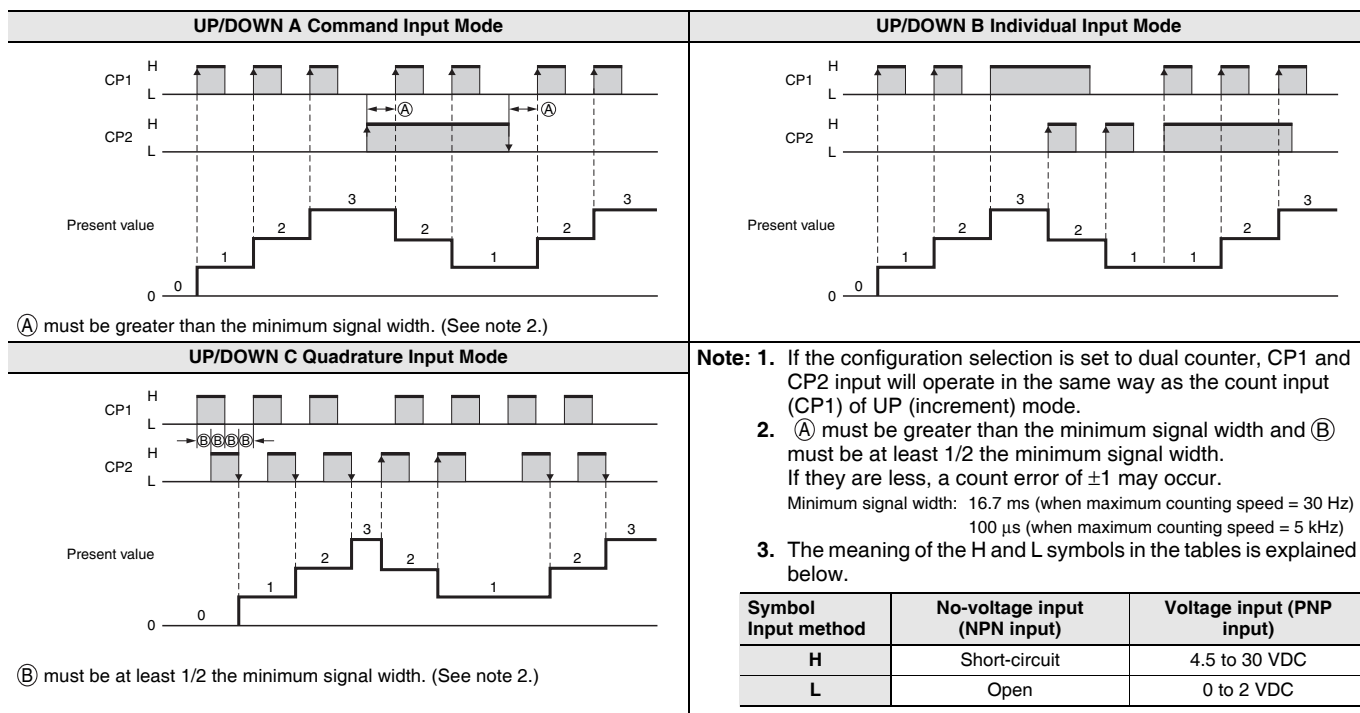 UP/DOWN A Command Input Mode
H
CP1
L
Ⓐ
Ⓐ
H
CP2
L
3
2
2
2
3
Present value
1
1
0
0
Ⓐ must be greater than the minimum signal width. (See note 2.)
UP/DOWN B Individual Input Mode
H
CP1
L
H
CP2
L
3
3
2
2
2
Present value
1
1
1
0
0
UP/DOWN C Quadrature Input Mode
H
CP1
L
Ⓑ Ⓑ Ⓑ Ⓑ
H
CP2
L
3
3
2
2
2
Present value
1
1
0
0
Ⓑ must be at least 1/2 the minimum signal width. (See note 2.)
Note: 1. If the configuration selection is set to dual counter, CP1 and
CP2 input will operate in the same way as the count input
(CP1) of UP (increment) mode.
2. Ⓐ must be greater than the minimum signal width and Ⓑ
must be at least 1/2 the minimum signal width.
If they are less, a count error of ±1 may occur.
Minimum signal width: 16.7 ms (when maximum counting speed = 30 Hz)
100 μs (when maximum counting speed = 5 kHz)
3. The meaning of the H and L symbols in the tables is explained
below.
Symbol
Input method
No-voltage input
(NPN input)
Voltage input (PNP
input)
H
Short-circuit
4.5 to 30 VDC
L
Open
0 to 2 VDC